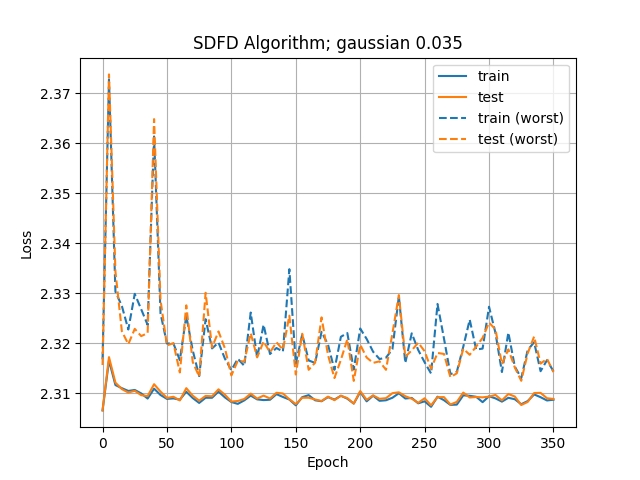 SDFD Algorithm; gaussian 0.035
train
test
train (worst)
test (worst)
Loss
2.37
2.36
2.35
2.34
2.33
2.32
2.31
0 50 100 150 200 250 300 350
Epoch